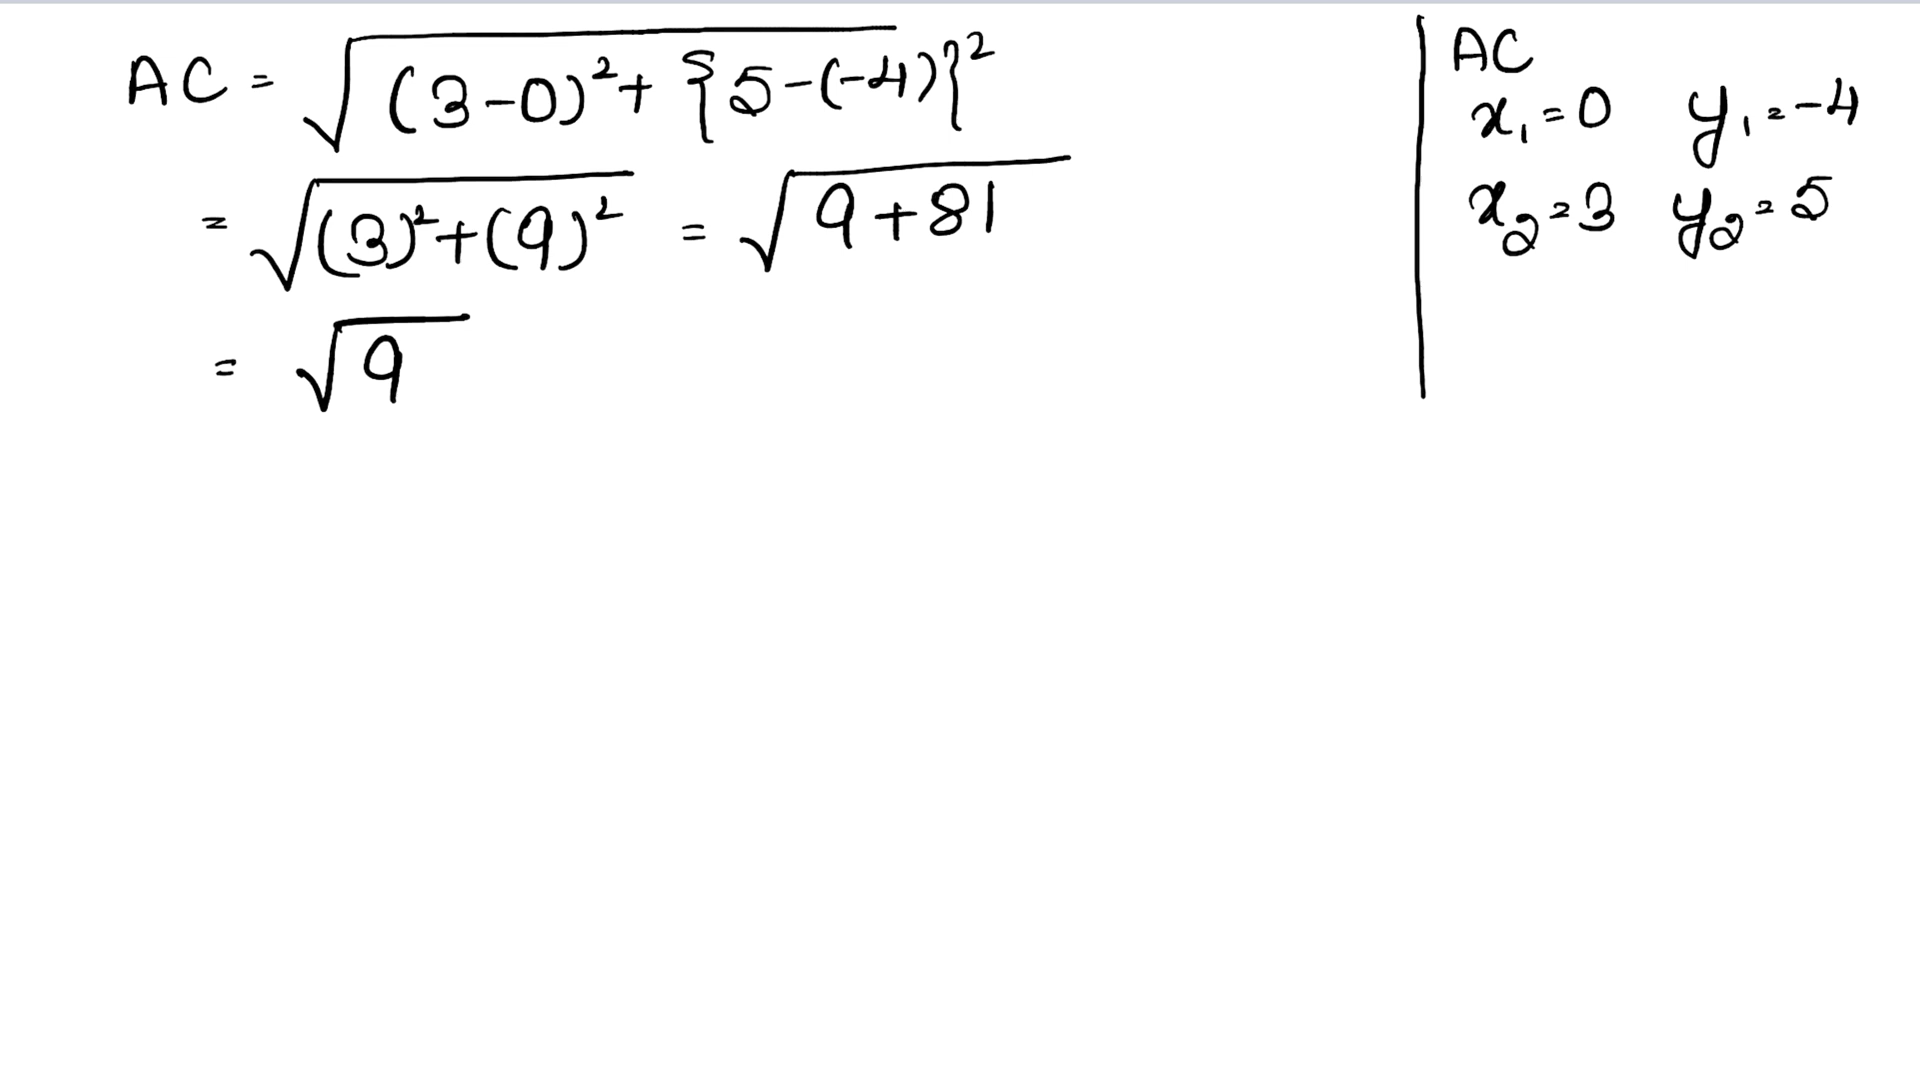 AC = √(3-0)²+ {5-(-4)}²
= √(3)²+(9)² = √9+81
= √9
AC
x₁=0 y₁=-4
x₂=3 y₂=5